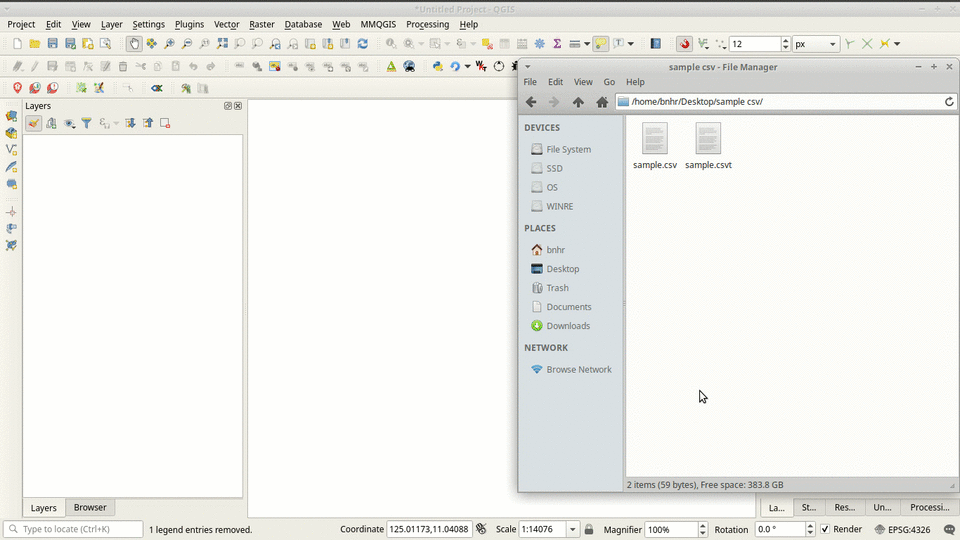 *Untitled Project - QGIS
Project Edit View Layer Settings Plugins Vector Raster Database Web MMQGIS Processing Help
12 px
Layers
sample csv - File Manager
File Edit View Go Help
/home/bnhr/Desktop/sample csv/
DEVICES
File System
SSD
OS
WINRE
PLACES
bnhr
Desktop
Trash
Documents
Downloads
NETWORK
Browse Network
sample.csv sample.csvt
2 items (59 bytes), Free space: 383.8 GB
Layers Browser
La... St... Res... Un... Processi...
Type to locate (Ctrl+K) 1 legend entries removed. Coordinate 125.01173,11.04088 Scale 1:14076 Magnifier 100% Rotation 0.0 ° Render EPSG:4326